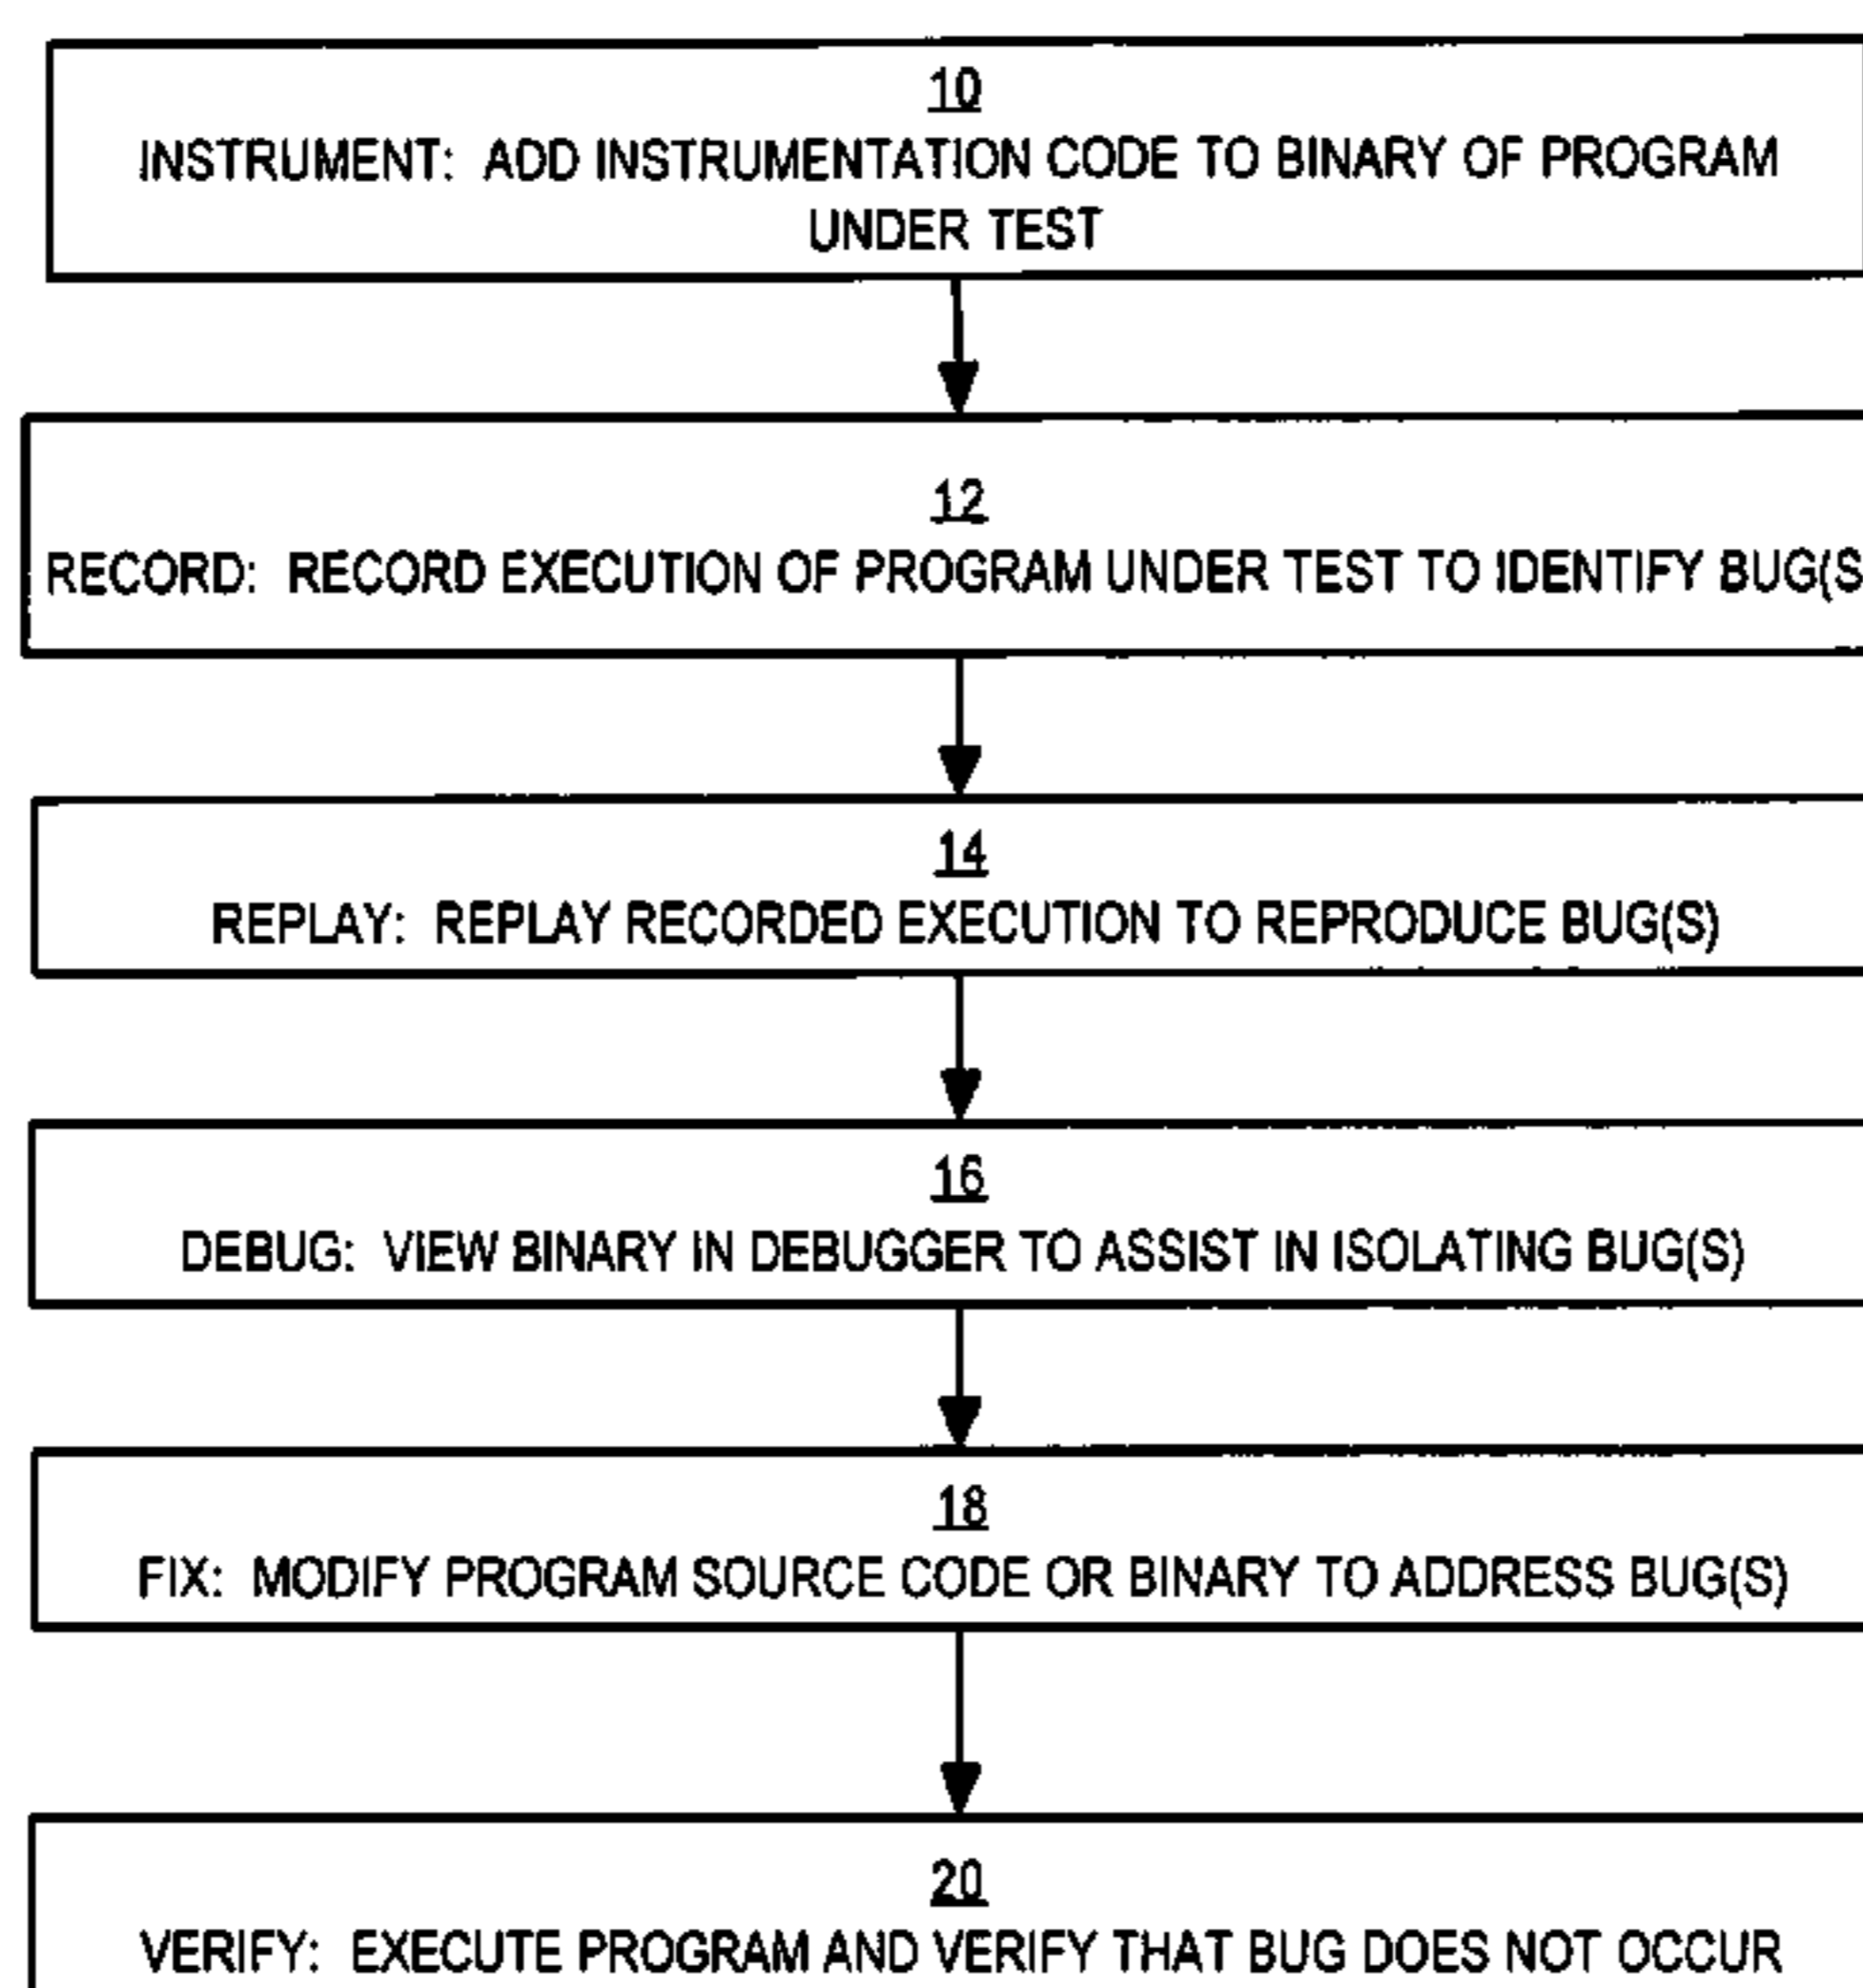 10
INSTRUMENT: ADD INSTRUMENTATION CODE TO BINARY OF PROGRAM
UNDER TEST
12
RECORD: RECORD EXECUTION OF PROGRAM UNDER TEST TO IDENTIFY BUG(S
14
REPLAY: REPLAY RECORDED EXECUTION TO REPRODUCE BUG(S)
16
DEBUG: VIEW BINARY IN DEBUGGER TO ASSIST IN ISOLATING BUG(S)
18
FIX: MODIFY PROGRAM SOURCE CODE OR BINARY TO ADDRESS BUG(S)
20
VERIFY: EXECUTE PROGRAM AND VERIFY THAT BUG DOES NOT OCCUR